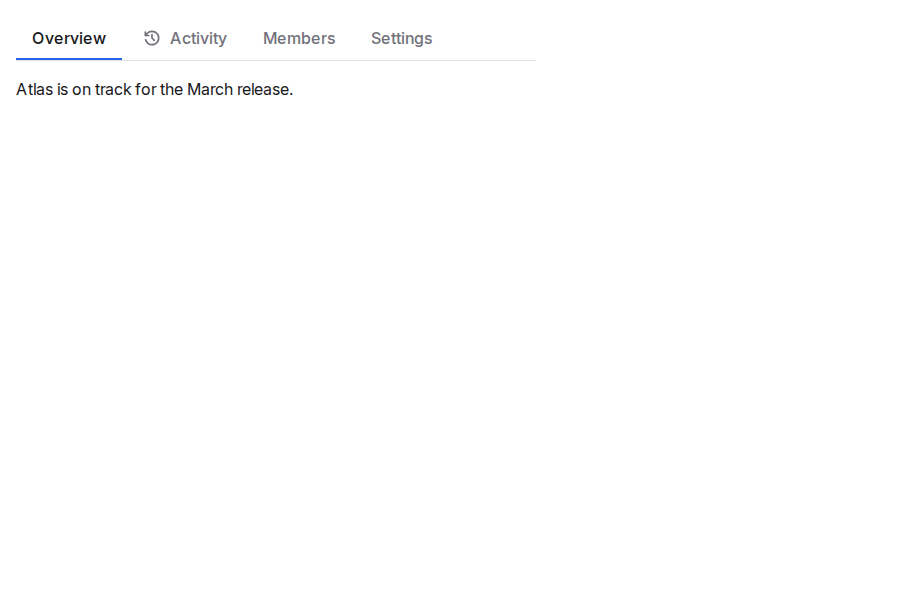 Overview Activity Members Settings
Atlas is on track for the March release.